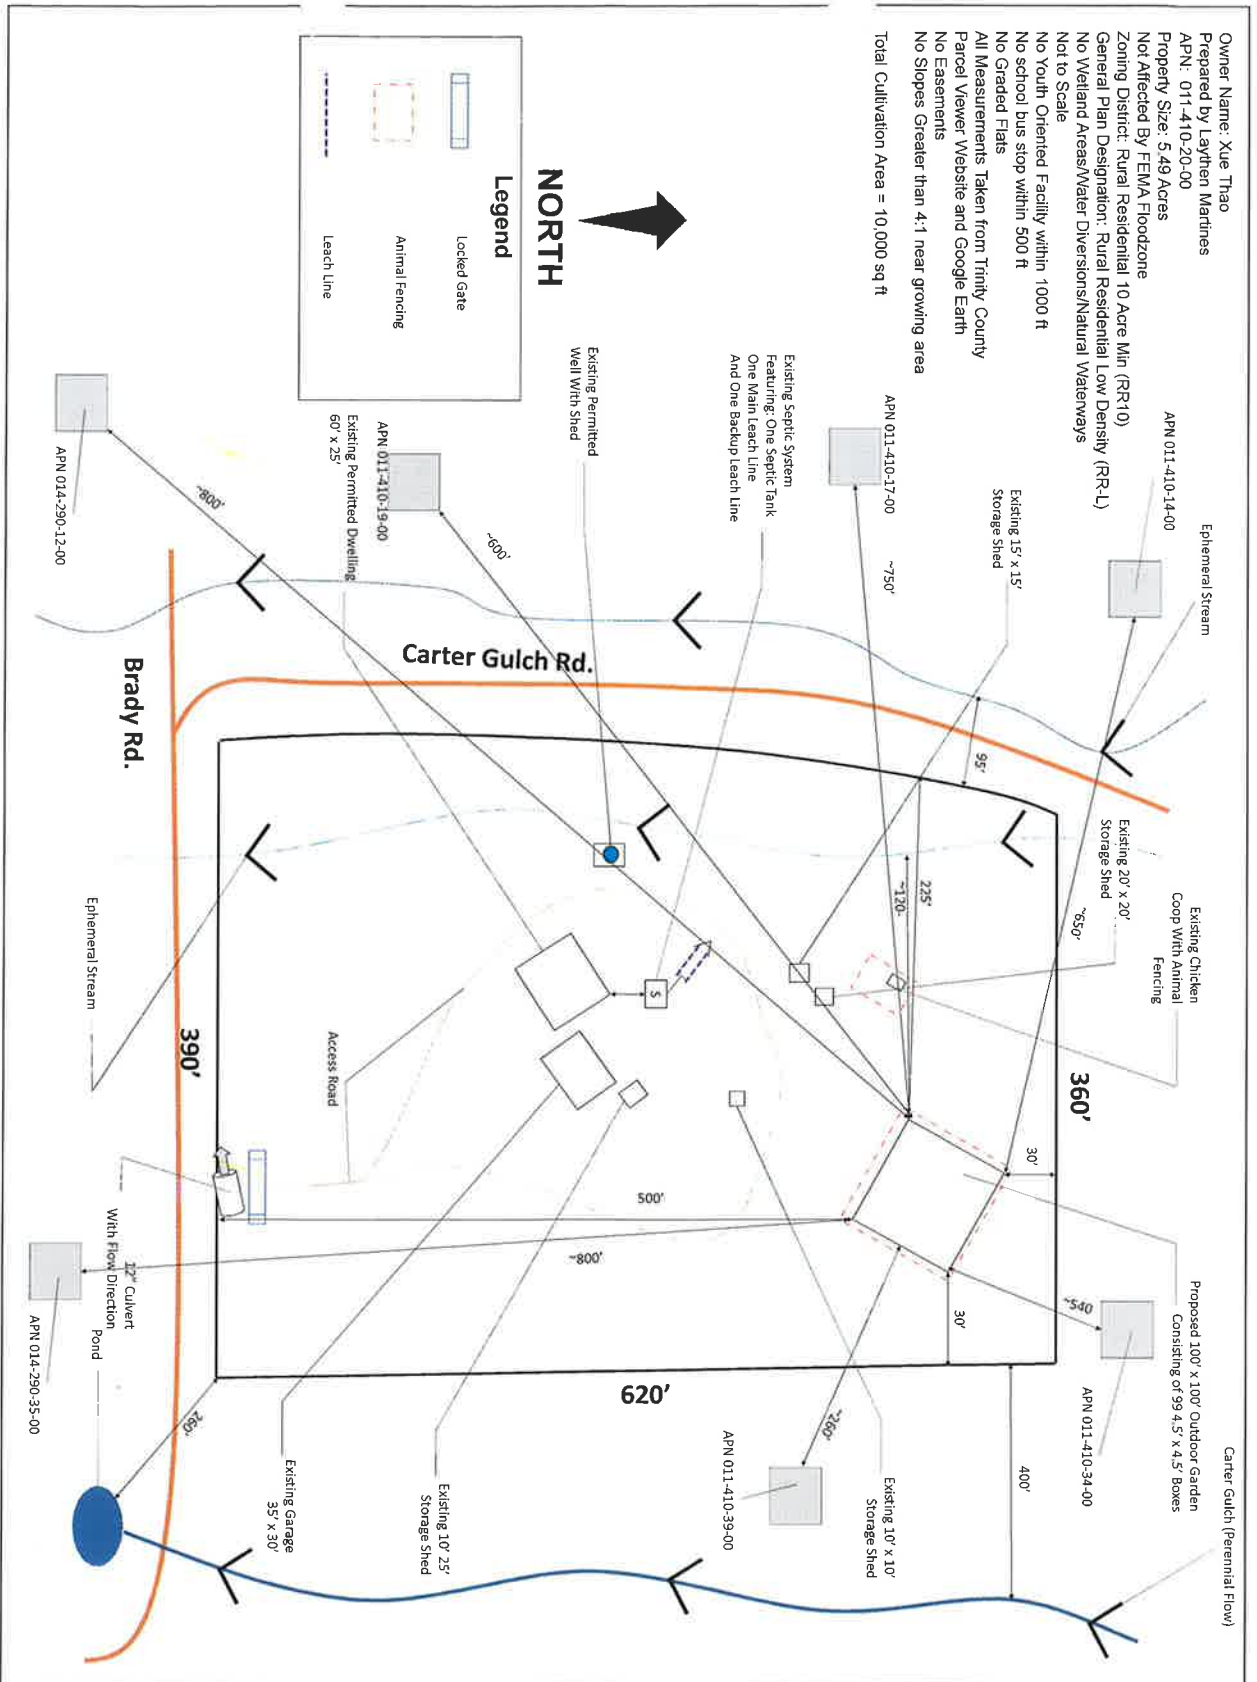 Owner Name: Xue Thao
Prepared by Laythen Martines
APN: 011-410-20-00
Property Size: 5.49 Acres
Not Affected By FEMA Floodzone
Zoning District: Rural Residenital 10 Acre Min (RR10)
General Plan Designation: Rural Residential Low Density (RR-L)
No Wetland Areas/Water Diversions/Natural Waterways
Not to Scale
No Youth Oriented Facility within 1000 ft
No school bus stop within 500 ft
No Graded Flats
All Measurements Taken from Trinity County
Parcel Viewer Website and Google Earth
No Easements
No Slopes Greater than 4:1 near growing area
Total Cultivation Area = 10,000 sq ft
NORTH
Legend
Locked Gate
Animal Fencing
Leach Line
APN 011-410-14-00
Ephemeral Stream
Existing 15' x 15'
Storage Shed
APN 011-410-17-00
~750'
Existing Septic System
Featuring: One Septic Tank
One Main Leach Line
And One Backup Leach Line
Existing Permitted
Well With Shed
APN 011-410-19-00
~600'
Existing Permitted Dwelling
60' x 25'
APN 014-290-12-00
~800'
Carter Gulch Rd.
Brady Rd.
95'
Existing 20' x 20'
Storage Shed
~650'
Existing Chicken
Coop With Animal
Fencing
225'
~120-
360'
30'
S
500'
~800'
30'
~540
Proposed 100' x 100' Outdoor Garden
Consisting of 99 4.5' x 4.5' Boxes
APN 011-410-34-00
Carter Gulch (Perennial Flow)
400'
~260-
Existing 10' x 10'
Storage Shed
APN 011-410-39-00
620'
Existing 10' 25'
Storage Shed
Existing Garage
35' x 30'
Access Road
390'
Ephemeral Stream
12" Culvert
With Flow Direction
Pond
260'
APN 014-290-35-00